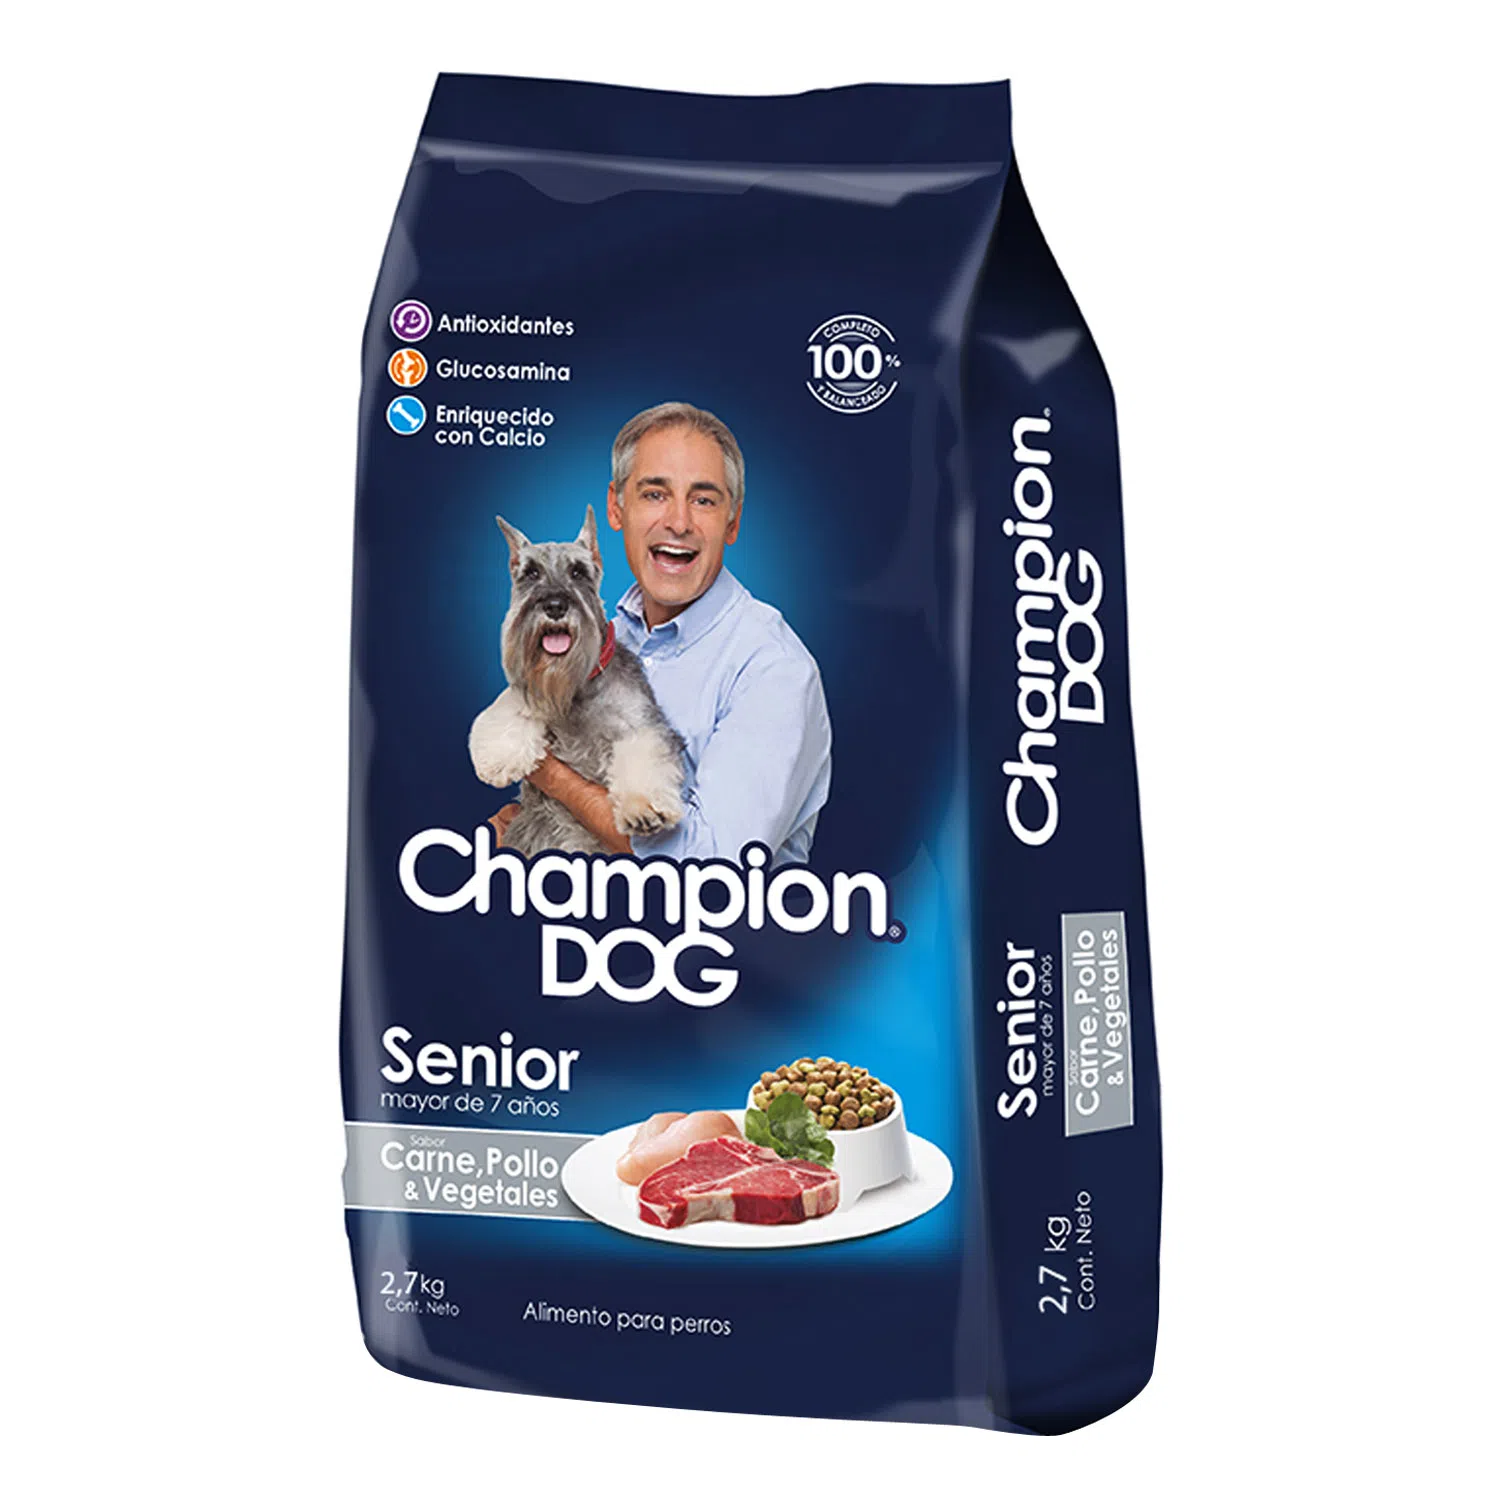 Antioxidantes
Glucosamina
Enriquecido
con Calcio
COMPLETO
100%
Y BALANCEADO
Champion®
DOG
Senior
mayor de 7 años
Sabor
Carne, Pollo
& Vegetales
2,7kg
Cont. Neto
Alimento para perros
Champion®
DOG
Senior
mayor de 7 años
Sabor
Carne, Pollo
& Vegetales
2,7 kg
Cont. Neto